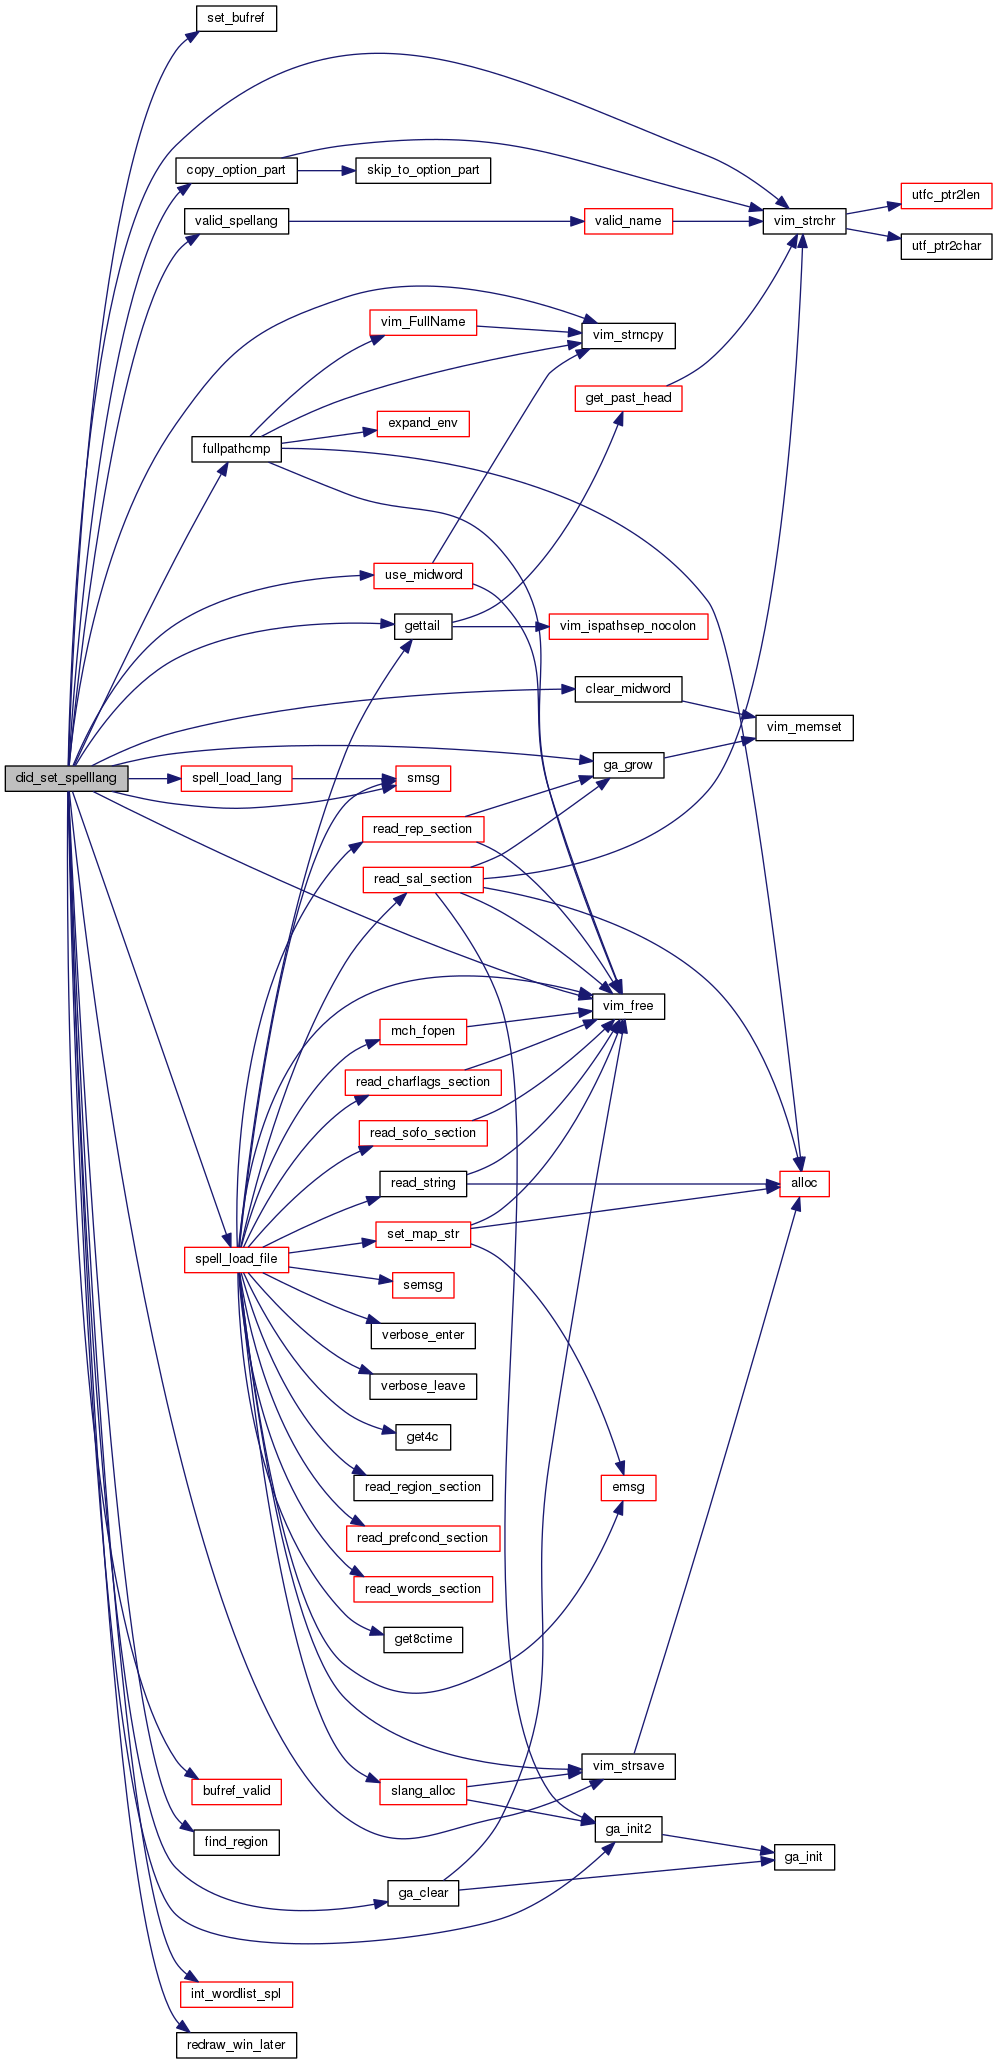 set_bufref
copy_option_part
skip_to_option_part
utfc_ptr2len
valid_spellang
valid_name
vim_strchr
utf_ptr2char
vim_FullName
vim_strncpy
get_past_head
expand_env
fullpathcmp
use_midword
gettail
vim_ispathsep_nocolon
clear_midword
vim_memset
ga_grow
did_set_spelllang
spell_load_lang
smsg
read_rep_section
read_sal_section
vim_free
mch_fopen
read_charflags_section
read_sofo_section
read_string
alloc
set_map_str
spell_load_file
semsg
verbose_enter
verbose_leave
get4c
read_region_section
emsg
read_prefcond_section
read_words_section
get8ctime
vim_strsave
bufref_valid
slang_alloc
ga_init2
find_region
ga_init
ga_clear
int_wordlist_spl
redraw_win_later